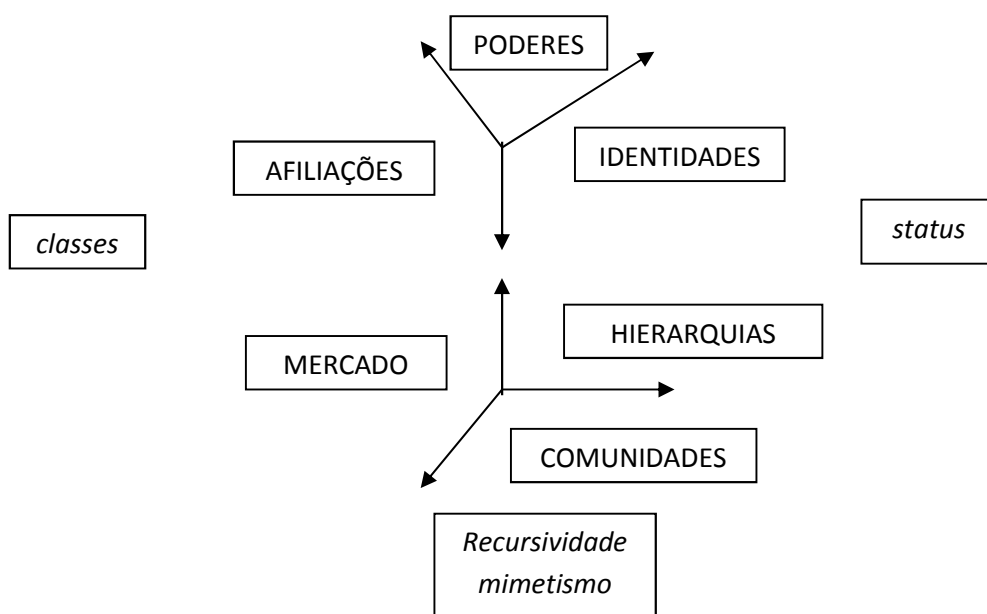 PODERES
AFILIAÇÕES
IDENTIDADES
classes
status
MERCADO
HIERARQUIAS
COMUNIDADES
Recursividade
mimetismo